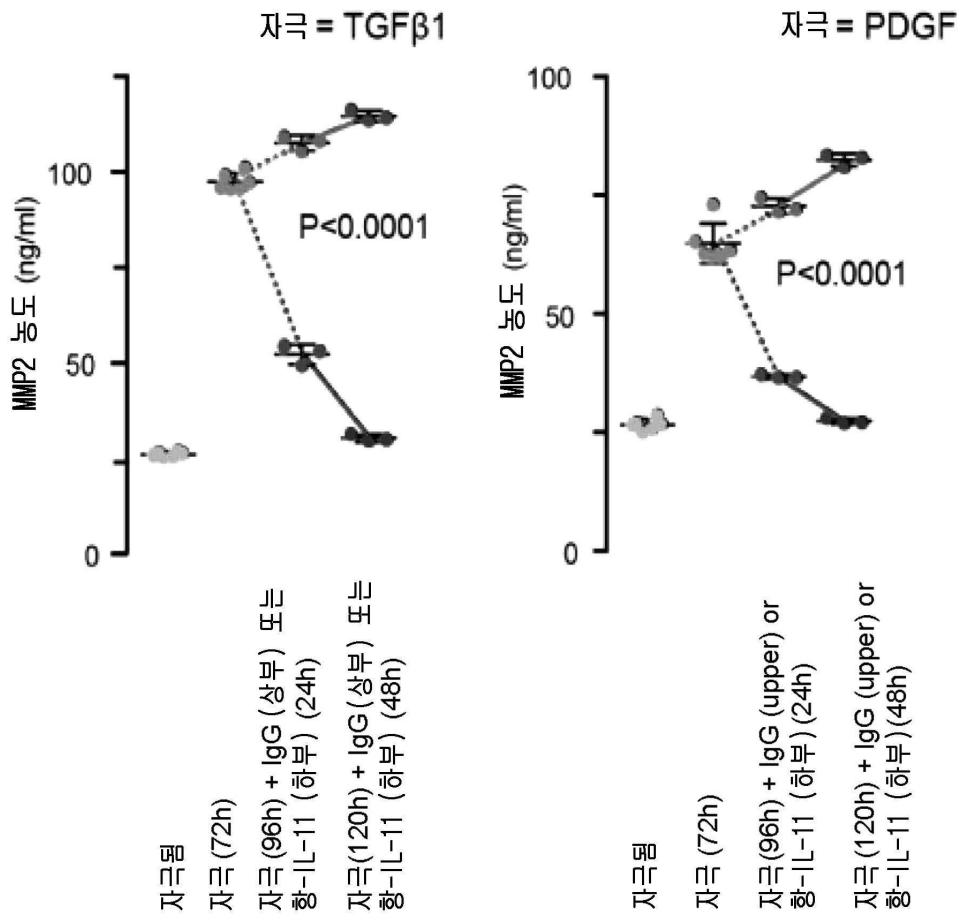 자극 = TGFβ1
MMP2 농도 (ng/ml)
100
50
0
P<0.0001
자극됨
자극 (72h)
자극 (96h) + IgG (상부) 또는
항-IL-11 (하부) (24h)
자극(120h) + IgG (상부) 또는
항-IL-11 (하부) (48h)
자극 = PDGF
MMP2 농도 (ng/ml)
100
50
0
P<0.0001
자극됨
자극 (72h)
자극(96h) + IgG (upper) or
항-IL-11 (하부) (24h)
자극(120h) + IgG (upper) or
항-IL-11 (하부)(48h)